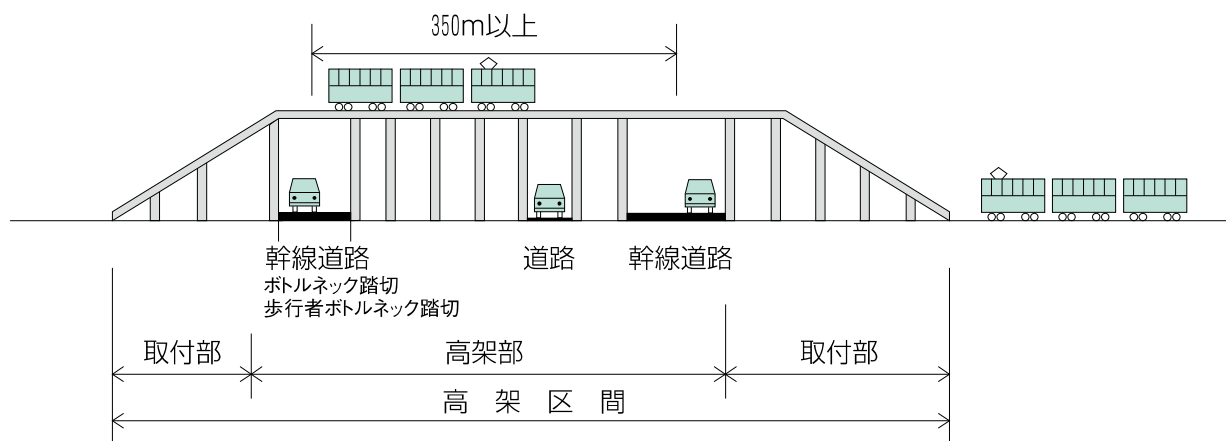 350m以上
幹線道路
ボトルネック踏切
歩行者ボトルネック踏切
道路
幹線道路
取付部
高架部
取付部
高架区間